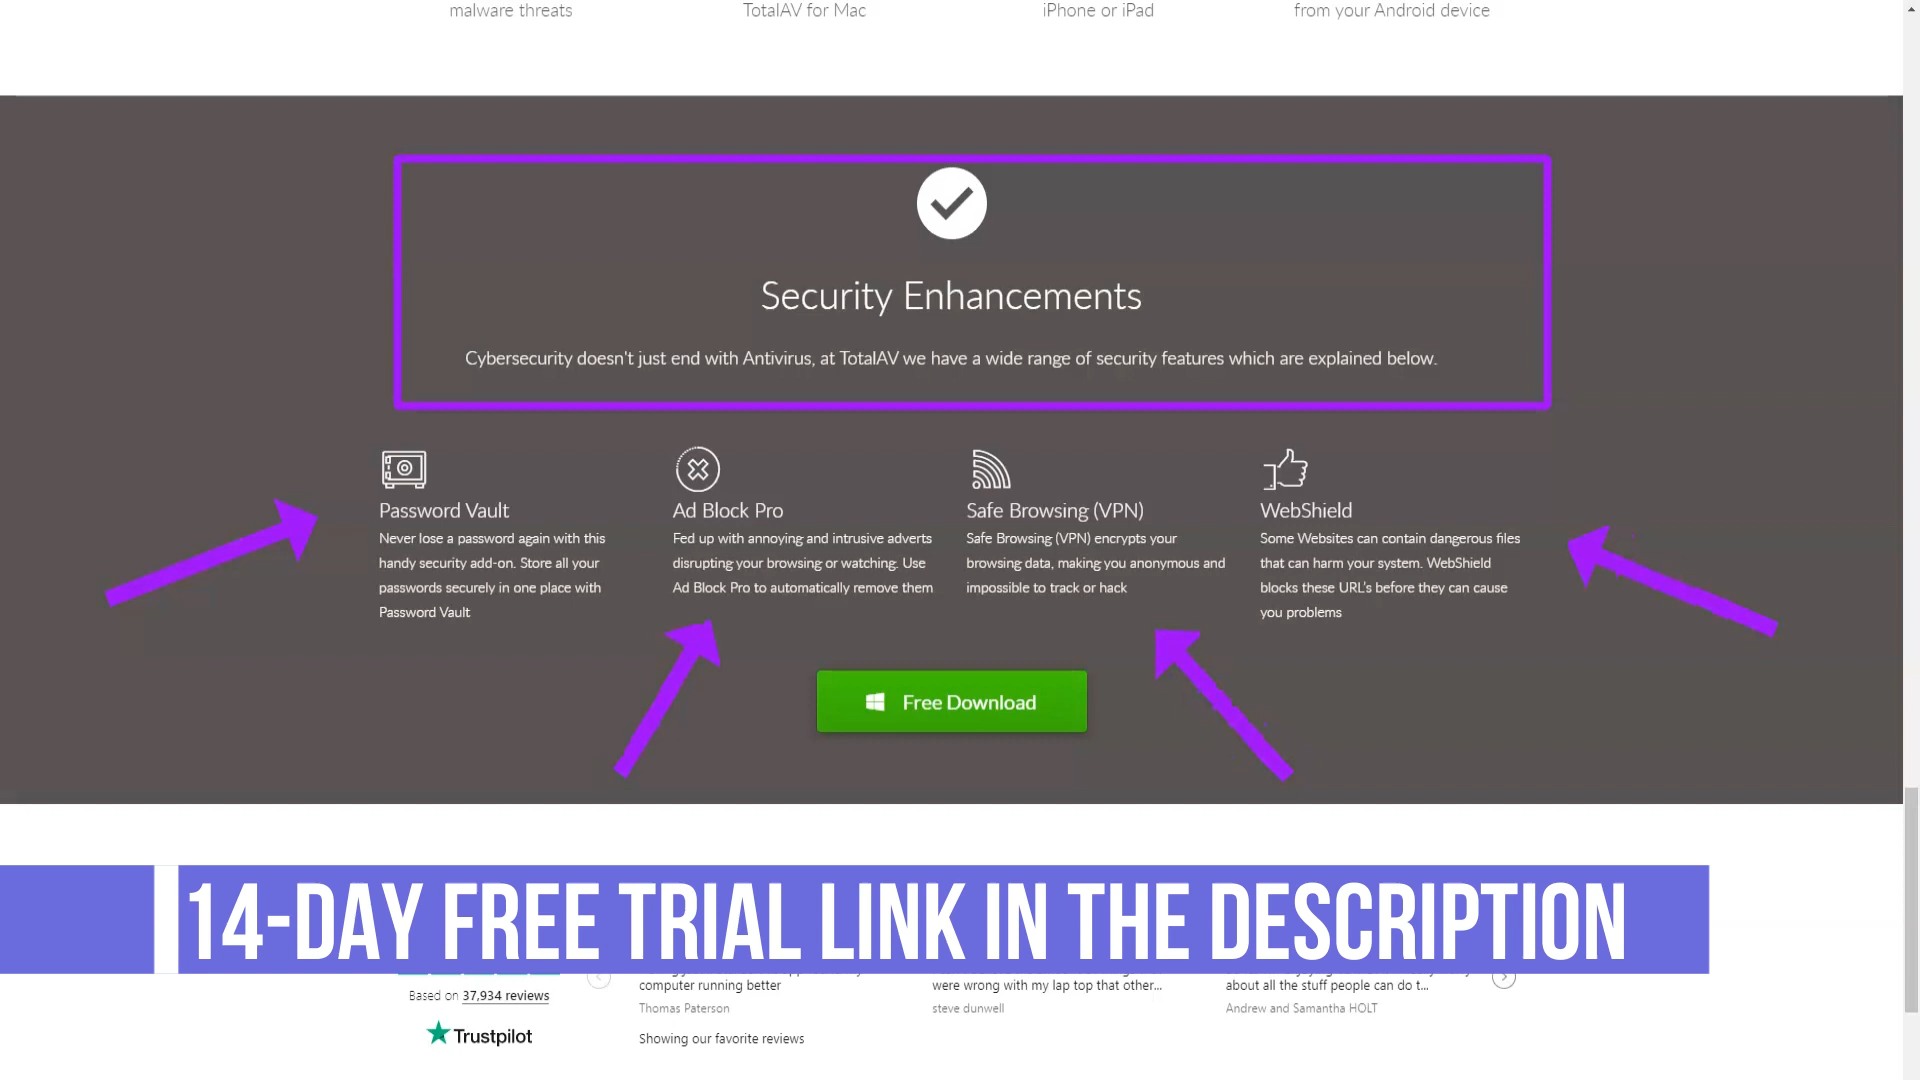 malware threats
TotalAV for Mac
iPhone or iPad
from your Android device
Security Enhancements
Cybersecurity doesn't just end with Antivirus, at TotalAV we have a wide range of security features which are explained below.
Password Vault
Never lose a password again with this
handy security add-on. Store all your
passwords securely in one place with
Password Vault
Ad Block Pro
Fed up with annoying and intrusive adverts
disrupting your browsing or watching. Use
Ad Block Pro to automatically remove them
Safe Browsing (VPN)
Safe Browsing (VPN) encrypts your
browsing data, making you anonymous and
impossible to track or hack
WebShield
Some Websites can contain dangerous files
that can harm your system. WebShield
blocks these URL's before they can cause
you problems
Free Download
14-DAY FREE TRIAL LINK IN THE DESCRIPTION
Based on 37,934 reviews
Trustpilot
computer running better
Thomas Paterson
were wrong with my lap top that other...
steve dunwell
about all the stuff people can do t...
Andrew and Samantha HOLT
Showing our favorite reviews